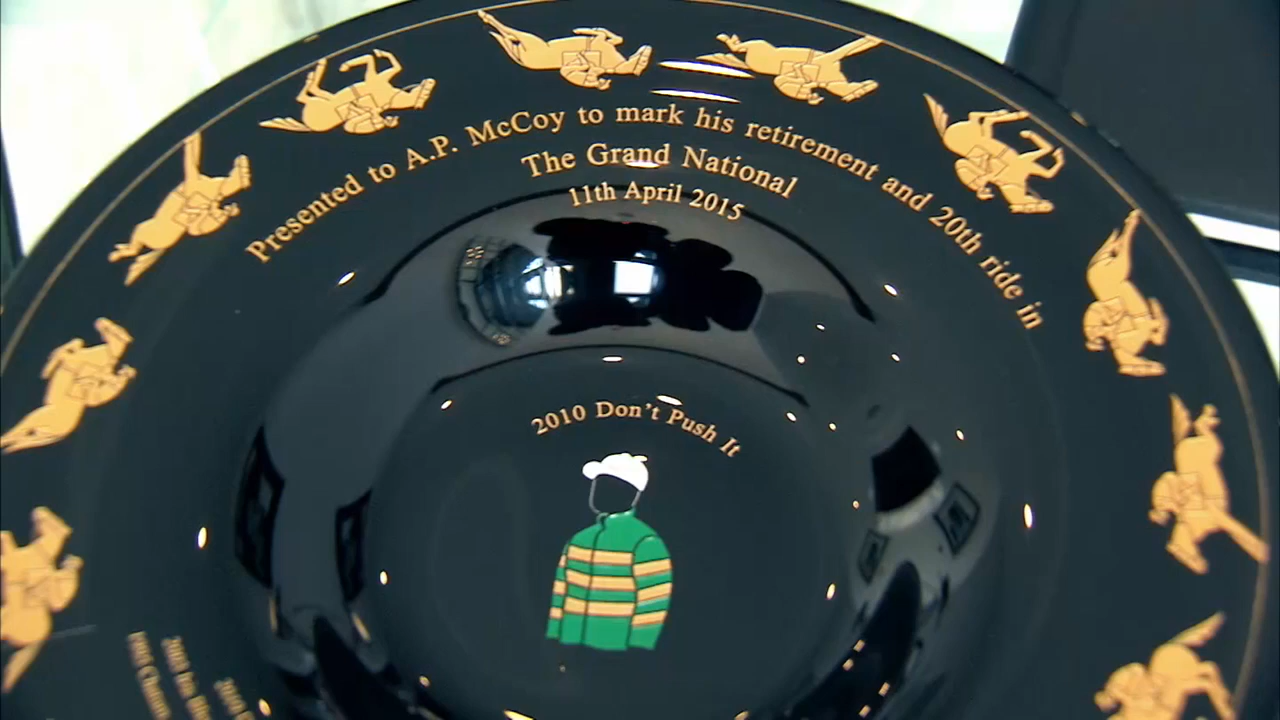 Presented to A.P. McCoy to mark his retirement and 20th ride in
The Grand National
11th April 2015
2010 Don't Push It